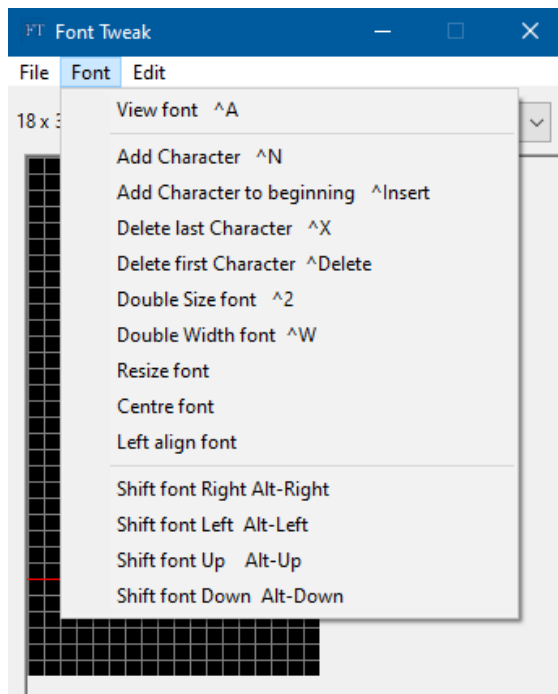 FT Font Tweak
File Font Edit
18 x
View font ^A
Add Character ^N
Add Character to beginning ^Insert
Delete last Character ^X
Delete first Character ^Delete
Double Size font ^2
Double Width font ^W
Resize font
Centre font
Left align font
Shift font Right Alt-Right
Shift font Left Alt-Left
Shift font Up Alt-Up
Shift font Down Alt-Down